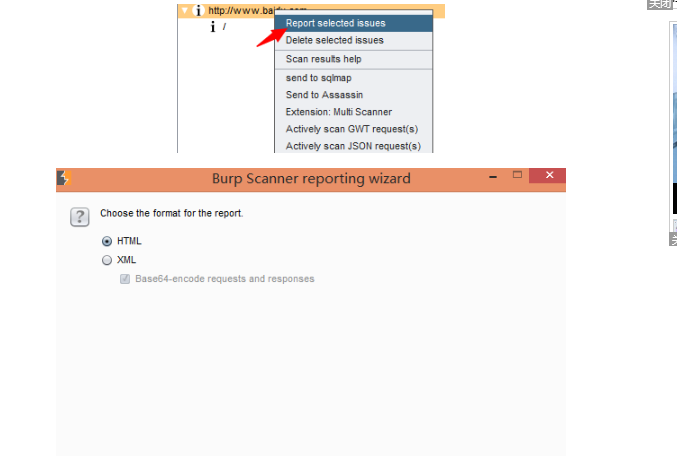 关闭
http://www.baidu.com
/
Report selected issues
Delete selected issues
Scan results help
send to sqlmap
Send to Assassin
Extension: Multi Scanner
Actively scan GWT request(s)
Actively scan JSON request(s)
Burp Scanner reporting wizard
Choose the format for the report.
HTML
XML
Base64-encode requests and responses